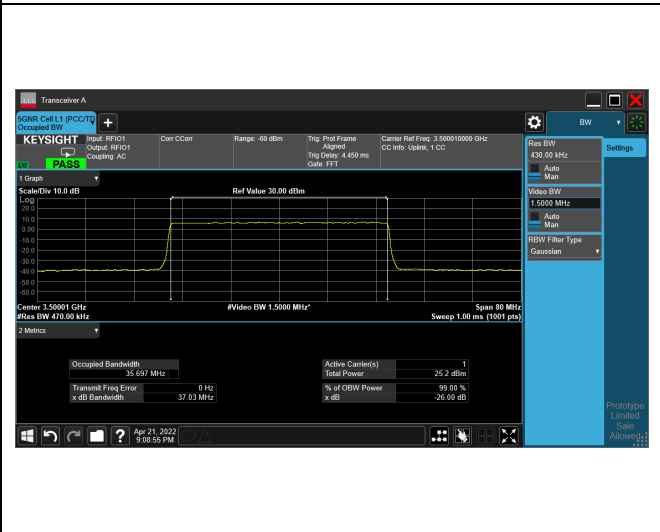 Transceiver A
5GNR Cell L1 (PCC/TD
Occupied BW
+
BW
KEYSIGHT
Input: RFIO1
Output: RFIO1
Coupling: AC
Corr CCorr
Range: -60 dBm
Trig: Prof Frame
Aligned
Trig Delay: 4.450 ms
Gate: FFT
Carrier Ref Freq: 3.500010000 GHz
CC Info: Uplink, 1 CC
PASS
Res BW
430.00 kHz
Auto
Man
Settings
Video BW
1.5000 MHz
Auto
Man
RBW Filter Type
Gaussian
1 Graph
Scale/Div 10.0 dB
Ref Value 30.00 dBm
Log
20.0
10.0
0.00
-10.0
-20.0
-30.0
-40.0
-50.0
-60.0
Center 3.50001 GHz
#Video BW 1.5000 MHz*
Span 80 MHz
#Res BW 470.00 kHz
Sweep 1.00 ms (1001 pts)
2 Metrics
Occupied Bandwidth
35.697 MHz
Active Carrier(s) 1
Total Power 25.2 dBm
Transmit Freq Error 0 Hz
x dB Bandwidth 37.03 MHz
% of OBW Power 99.00 %
x dB -26.00 dB
Prototype
Limited
Sale
Allowed
?
Apr 21, 2022
9:08:55 PM